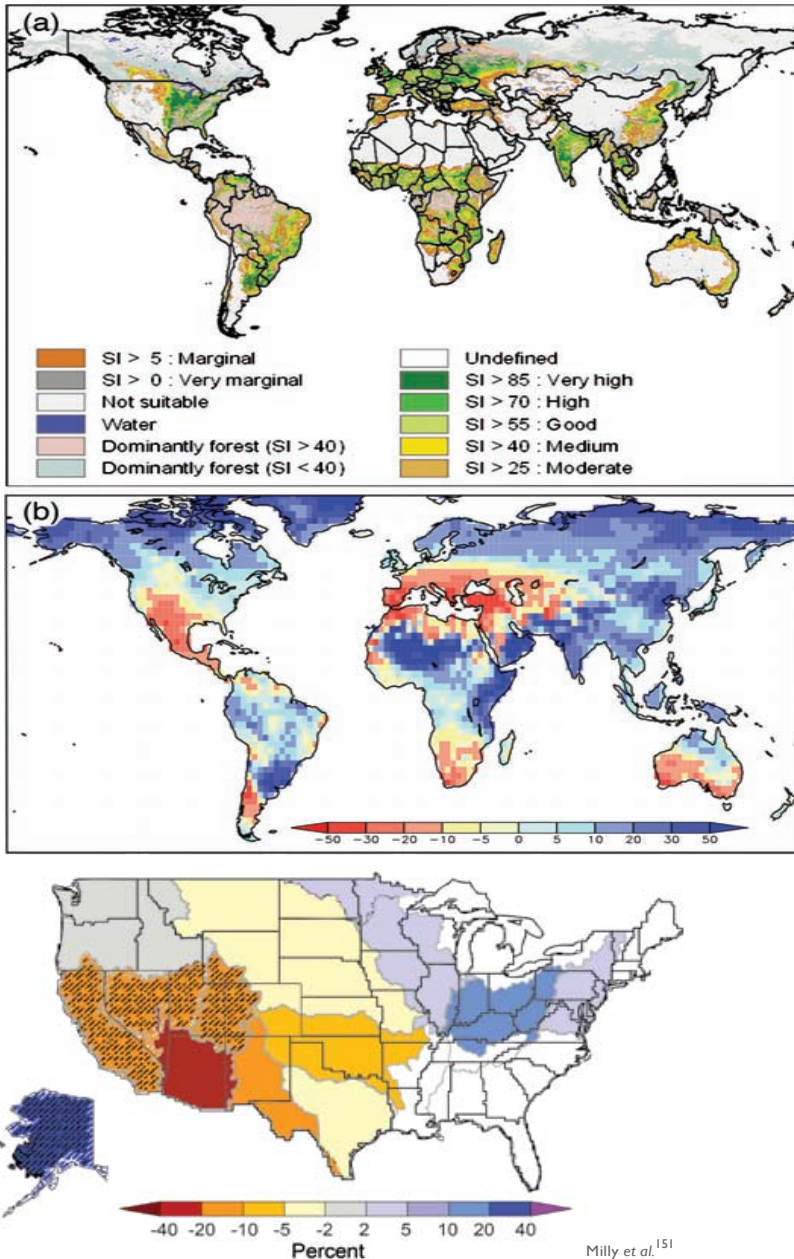 (a)
SI > 5 : Marginal
SI > 0 : Very marginal
Not suitable
Water
Dominantly forest (SI > 40)
Dominantly forest (SI < 40)
Undefined
SI > 85 : Very high
SI > 70 : High
SI > 55 : Good
SI > 40 : Medium
SI > 25 : Moderate
(b)
-50 -30 -20 -10 -5 0 5 10 20 30 50
-40 -20 -10 -5 -2 2 5 10 20 40
Percent
Milly et al.151